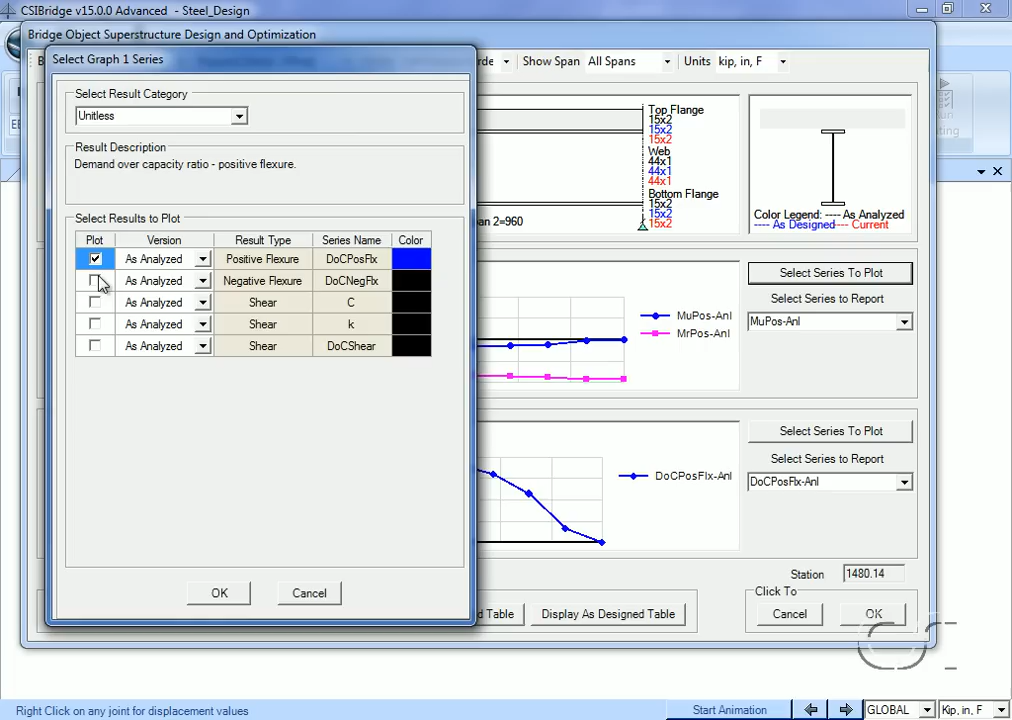 CSIBridge v15.0.0 Advanced - Steel_Design
Bridge Object Superstructure Design and Optimization
Select Graph 1 Series
Show Span
All Spans
Units
kip, in, F
Select Result Category
Unitless
Result Description
Demand over capacity ratio - positive flexure.
Select Results to Plot
Plot
Version
Result Type
Series Name
Color
As Analyzed
Positive Flexure
DoCPosFlx
As Analyzed
Negative Flexure
DoCNegFlx
As Analyzed
Shear
C
As Analyzed
Shear
k
As Analyzed
Shear
DoCShear
OK
Cancel
Top Flange
15x2
15x2
15x2
Web
44x1
44x1
44x1
Bottom Flange
15x2
15x2
15x2
2=960
Color Legend: ---- As Analyzed
---- As Designed ---- Current
Select Series To Plot
Select Series to Report
MuPos-Anl
MuPos-Anl
MrPos-Anl
Select Series To Plot
Select Series to Report
DoCPosFlx-Anl
DoCPosFlx-Anl
Station
1480.14
Click To
Table
Display As Designed Table
Cancel
OK
Right Click on any joint for displacement values
Start Animation
GLOBAL
Kip, in, F